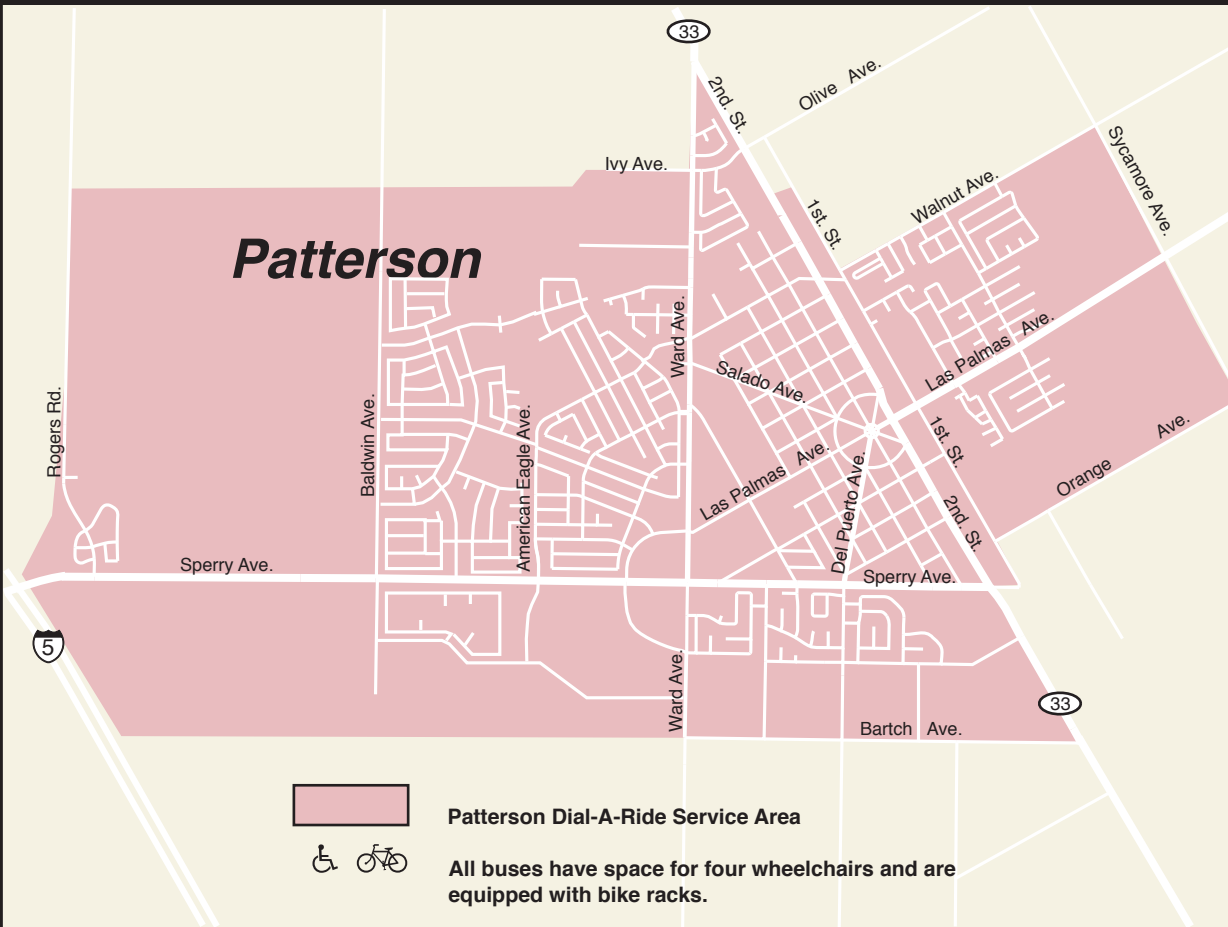 33
2nd. St.
Olive Ave.
Ivy Ave.
Sycamore Ave.
Walnut Ave.
1st. St.
Patterson
Ward Ave.
Las Palmas Ave.
Salado Ave.
Rogers Rd.
Baldwin Ave.
American Eagle Ave.
Las Palmas Ave.
Del Puerto Ave.
1st. St.
Orange Ave.
2nd. St.
Sperry Ave.
Sperry Ave.
5
Ward Ave.
33
Bartch Ave.
Patterson Dial-A-Ride Service Area
All buses have space for four wheelchairs and are
equipped with bike racks.